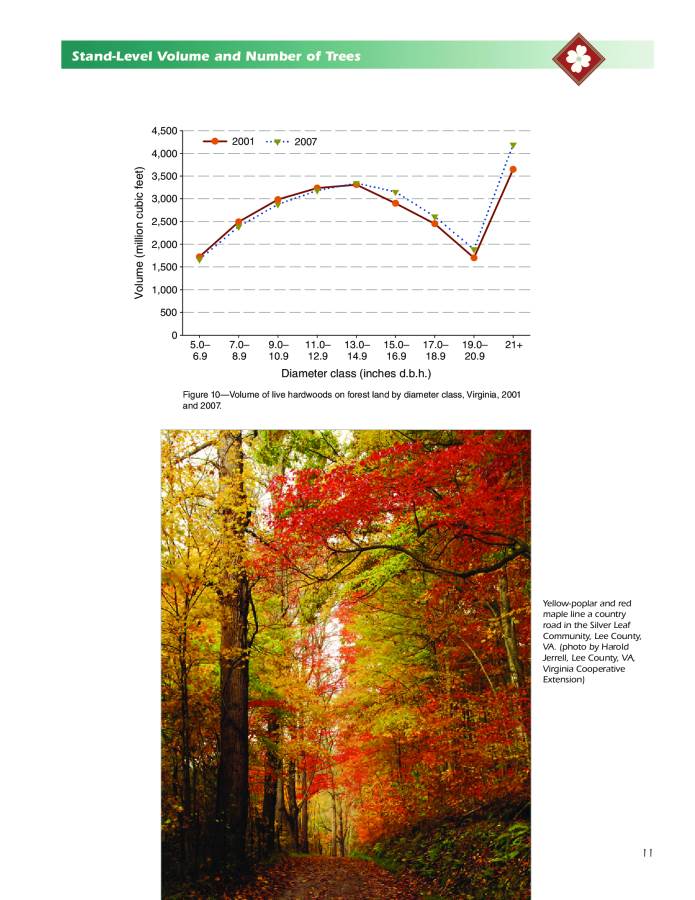 Stand-Level Volume and Number of Trees
4,500
4,000
3,500
3,000
2,500
2,000
1,500
1,000
500
0
Volume (million cubic feet)
2001 2007
5.0– 7.0– 9.0– 11.0– 13.0– 15.0– 17.0– 19.0– 21+
6.9 8.9 10.9 12.9 14.9 16.9 18.9 20.9
Diameter class (inches d.b.h.)
Figure 10—Volume of live hardwoods on forest land by diameter class, Virginia, 2001
and 2007.
Yellow-poplar and red
maple line a country
road in the Silver Leaf
Community, Lee County,
VA. (photo by Harold
Jerrell, Lee County, VA,
Virginia Cooperative
Extension)
11